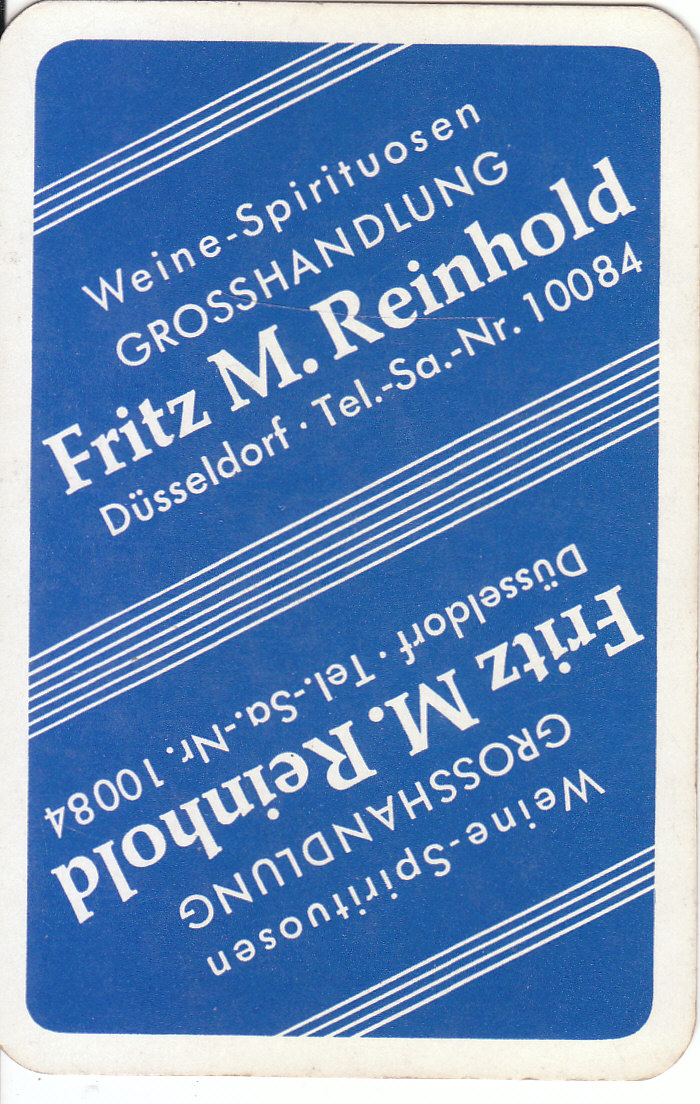 Weine-Spirituosen
GROSSHANDLUNG
Fritz M. Reinhold
Düsseldorf · Tel.-Sa.-Nr. 10084
Weine-Spirituosen
GROSSHANDLUNG
Fritz M. Reinhold
Düsseldorf · Tel.-Sa.-Nr. 10084